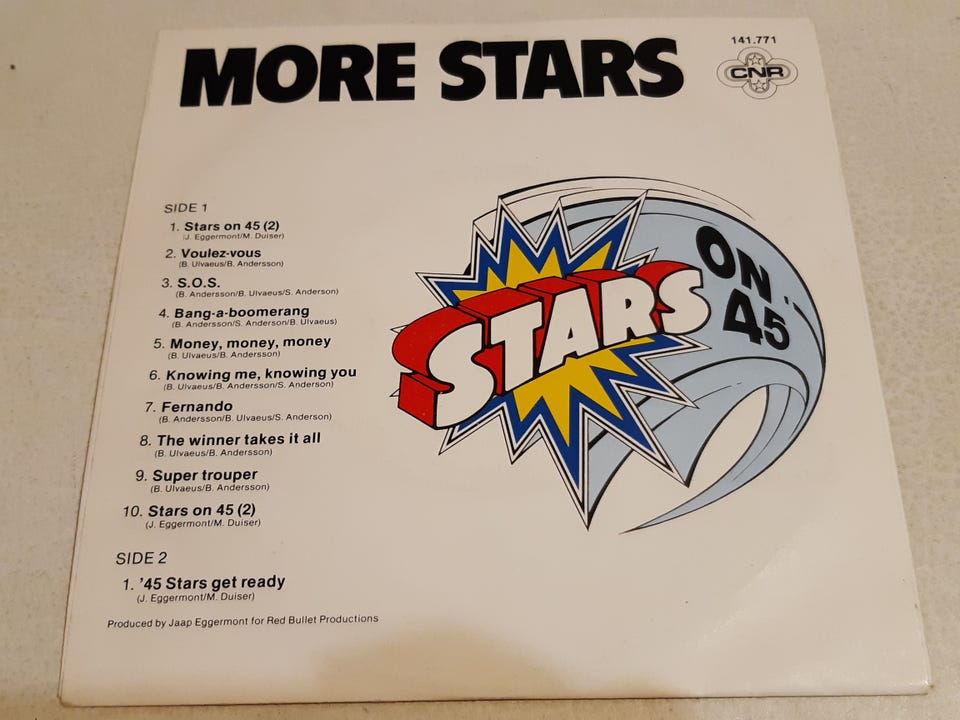 MORE STARS
141.771
CNR
SIDE 1
1. Stars on 45 (2)
(J. Eggermont/M. Duiser)
2. Voulez-vous
(B. Ulvaeus/B. Andersson)
3. S.O.S.
(B. Andersson/B. Ulvaeus/S. Anderson)
4. Bang-a-boomerang
(B. Andersson/S. Anderson/B. Ulvaeus)
5. Money, money, money
(B. Ulvaeus/B. Andersson)
6. Knowing me, knowing you
(B. Ulvaeus/B. Andersson/S. Anderson)
7. Fernando
(B. Andersson/B. Ulvaeus/S. Anderson)
8. The winner takes it all
(B. Ulvaeus/B. Andersson)
9. Super trouper
(B. Ulvaeus/B. Andersson)
10. Stars on 45 (2)
(J. Eggermont/M. Duiser)
SIDE 2
1. '45 Stars get ready
(J. Eggermont/M. Duiser)
Produced by Jaap Eggermont for Red Bullet Productions
STARS
ON
45